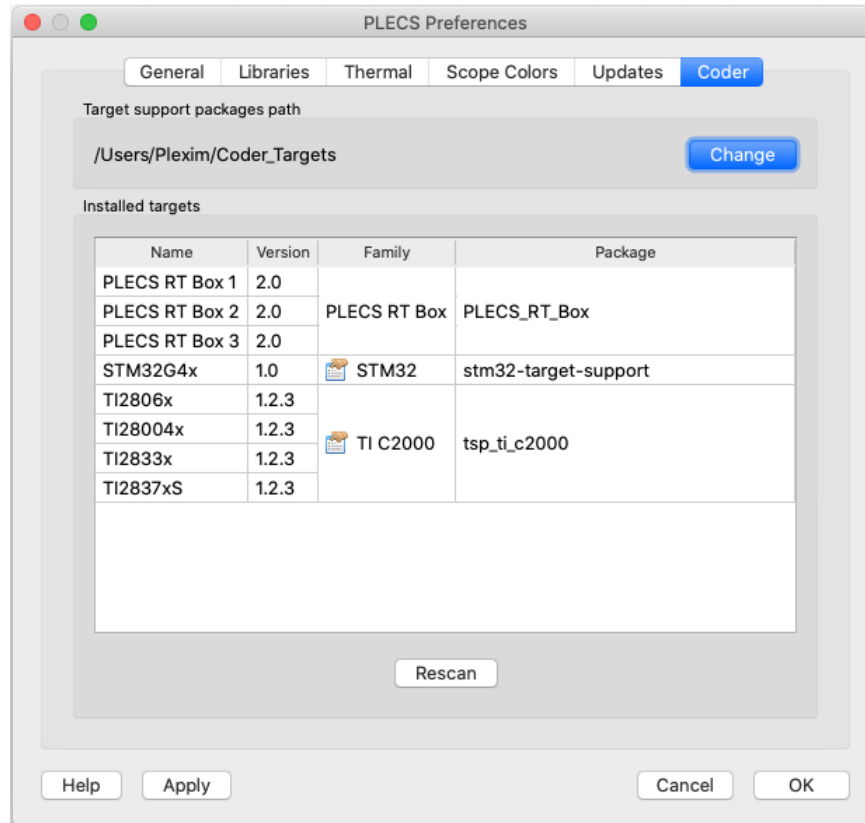 PLECS Preferences
General Libraries Thermal Scope Colors Updates Coder
Target support packages path
/Users/Plexim/Coder_Targets Change
Installed targets
Name Version Family Package
PLECS RT Box 1 2.0
PLECS RT Box 2 2.0 PLECS RT Box PLECS_RT_Box
PLECS RT Box 3 2.0
STM32G4x 1.0 STM32 stm32-target-support
TI2806x 1.2.3
TI28004x 1.2.3
TI C2000 tsp_ti_c2000
TI2833x 1.2.3
TI2837xS 1.2.3
Rescan
Help Apply Cancel OK